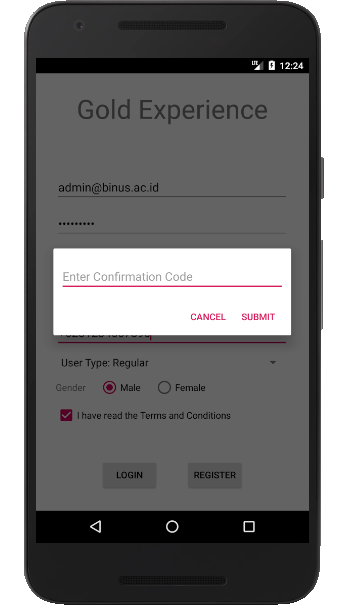 12:24
Gold Experience
admin@binus.ac.id
•••••••••
Enter Confirmation Code
CANCEL SUBMIT
User Type: Regular
Gender Male Female
I have read the Terms and Conditions
LOGIN REGISTER